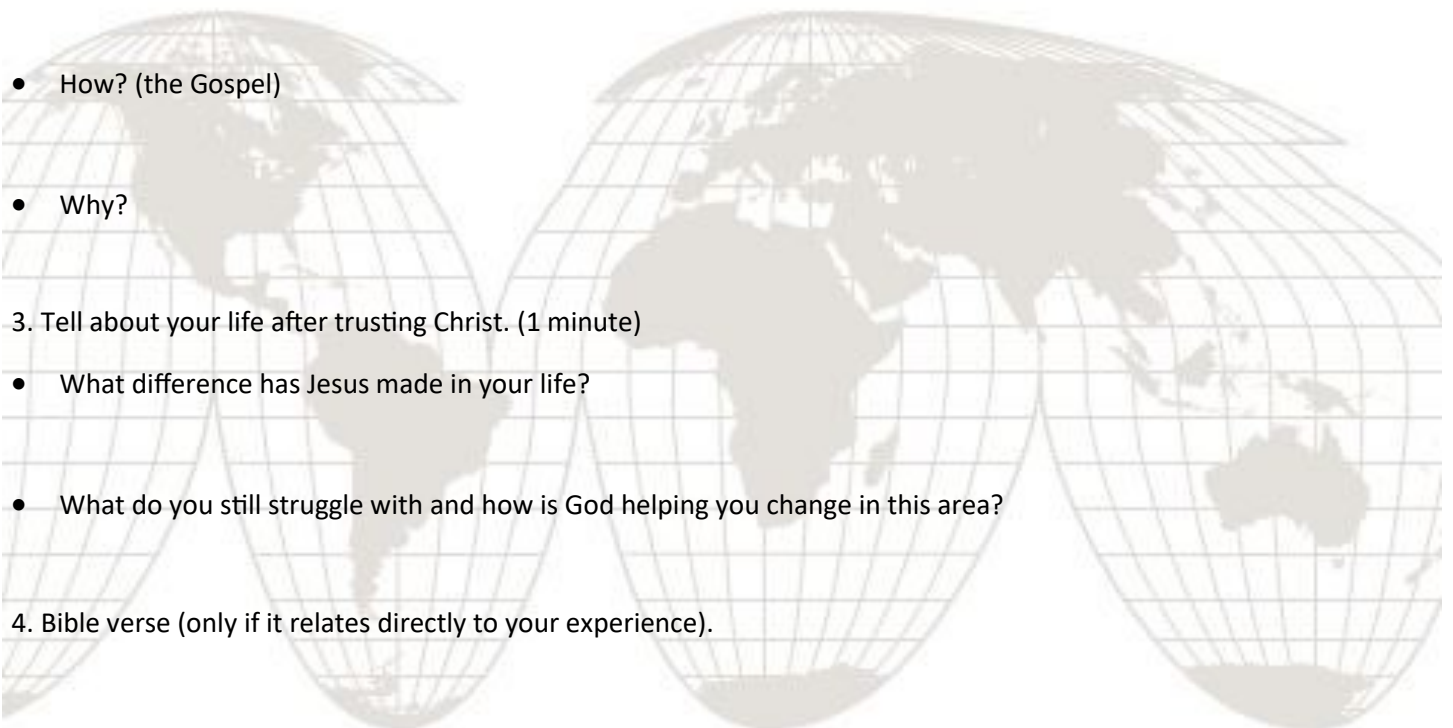 • How? (the Gospel)
• Why?
3. Tell about your life after trusting Christ. (1 minute)
• What difference has Jesus made in your life?
• What do you still struggle with and how is God helping you change in this area?
4. Bible verse (only if it relates directly to your experience).